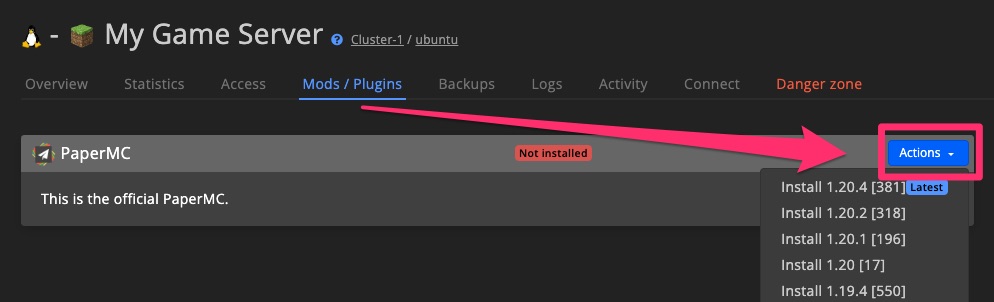 - My Game Server ? Cluster-1 / ubuntu
Overview Statistics Access Mods / Plugins Backups Logs Activity Connect Danger zone
PaperMC Not installed Actions
This is the official PaperMC.
Install 1.20.4 [381] Latest
Install 1.20.2 [318]
Install 1.20.1 [196]
Install 1.20 [17]
Install 1.19.4 [550]